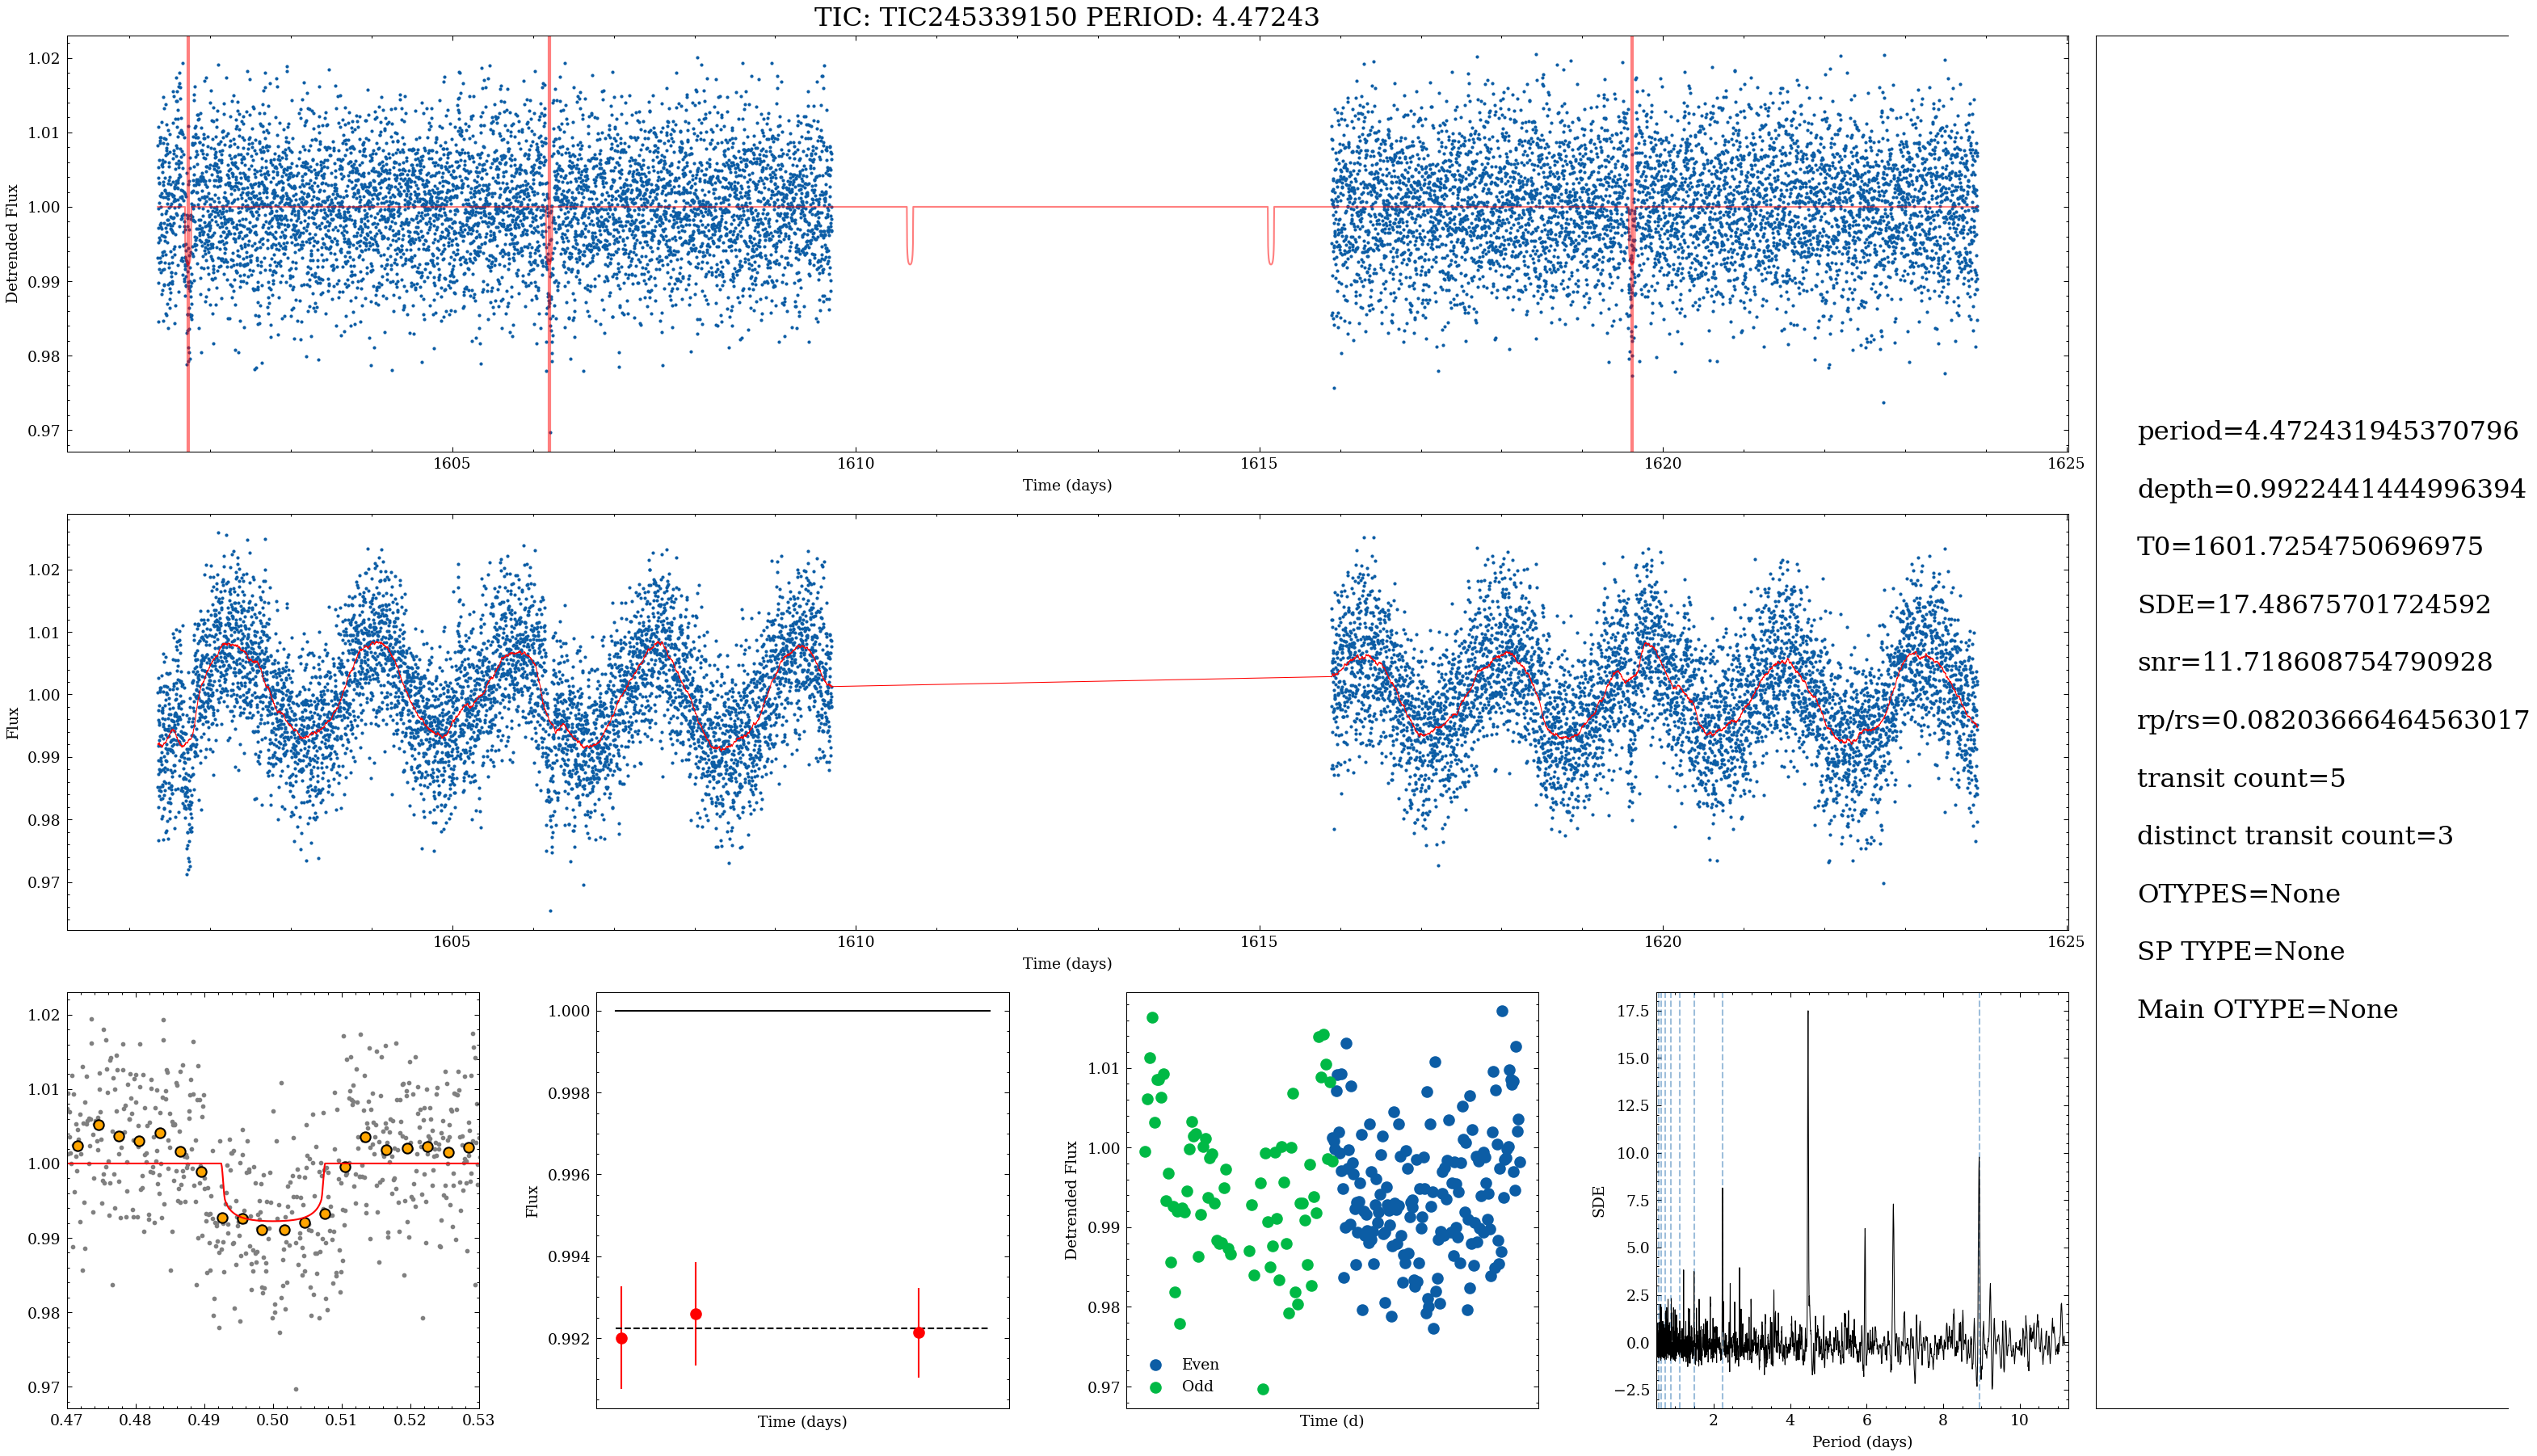 TIC: TIC245339150 PERIOD: 4.47243
1.02
1.01
1.00
0.99
0.98
0.97
Detrended Flux
1605
1610
1615
1620
1625
Time (days)
1.02
1.01
1.00
0.99
0.98
0.97
Flux
1605
1610
1615
1620
1625
Time (days)
1.02
1.01
1.00
0.99
0.98
0.97
0.47
0.48
0.49
0.50
0.51
0.52
0.53
1.000
0.998
0.996
0.994
0.992
Flux
Time (days)
1.01
1.00
0.99
0.98
0.97
Detrended Flux
Even
Odd
Time (d)
17.5
15.0
12.5
10.0
7.5
5.0
2.5
0.0
−2.5
SDE
2
4
6
8
10
Period (days)
period=4.472431945370796
depth=0.9922441444996394
T0=1601.7254750696975
SDE=17.48675701724592
snr=11.718608754790928
rp/rs=0.08203666464563017
transit count=5
distinct transit count=3
OTYPES=None
SP TYPE=None
Main OTYPE=None